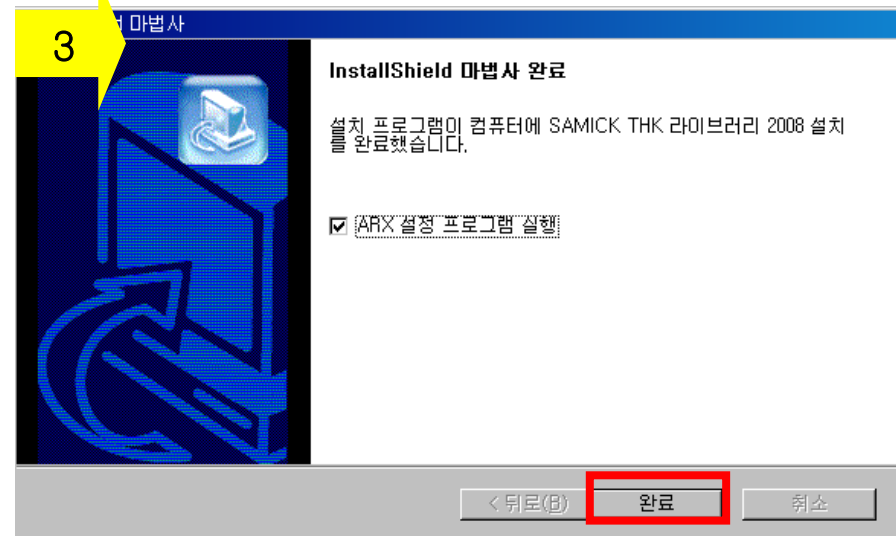 3
마법사
InstallShield 마법사 완료
설치 프로그램이 컴퓨터에 SAMICK THK 라이브러리 2008 설치
를 완료했습니다.
ARX 설정 프로그램 실행
< 뒤로(B)
완료
취소